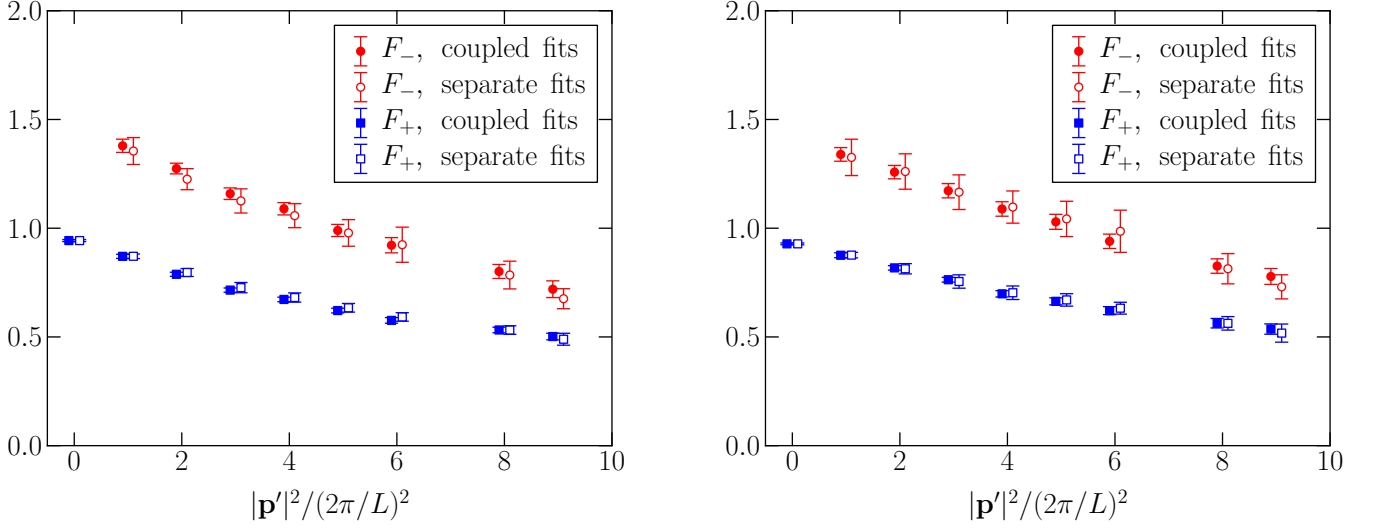 2.0
1.5
1.0
0.5
0.0
0 2 4 6 8 10
|p′|²/(2π/L)²
F₋, coupled fits
F₋, separate fits
F₊, coupled fits
F₊, separate fits
2.0
1.5
1.0
0.5
0.0
0 2 4 6 8 10
|p′|²/(2π/L)²
F₋, coupled fits
F₋, separate fits
F₊, coupled fits
F₊, separate fits